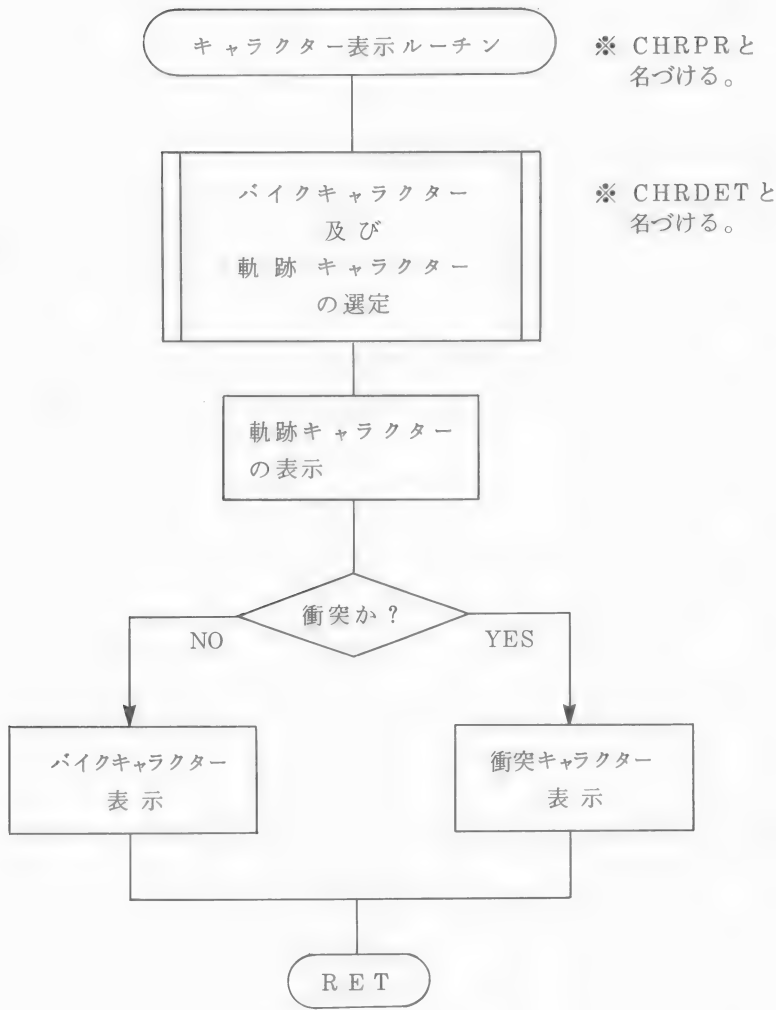 キャラクター表示ルーチン
※ CHRPRと
名づける。
バイクキャラクター
及び
軌跡 キャラクター
の選定
※ CHRDETと
名づける。
軌跡キャラクター
の表示
衝突か?
NO
YES
バイクキャラクター
表示
衝突キャラクター
表示
RET